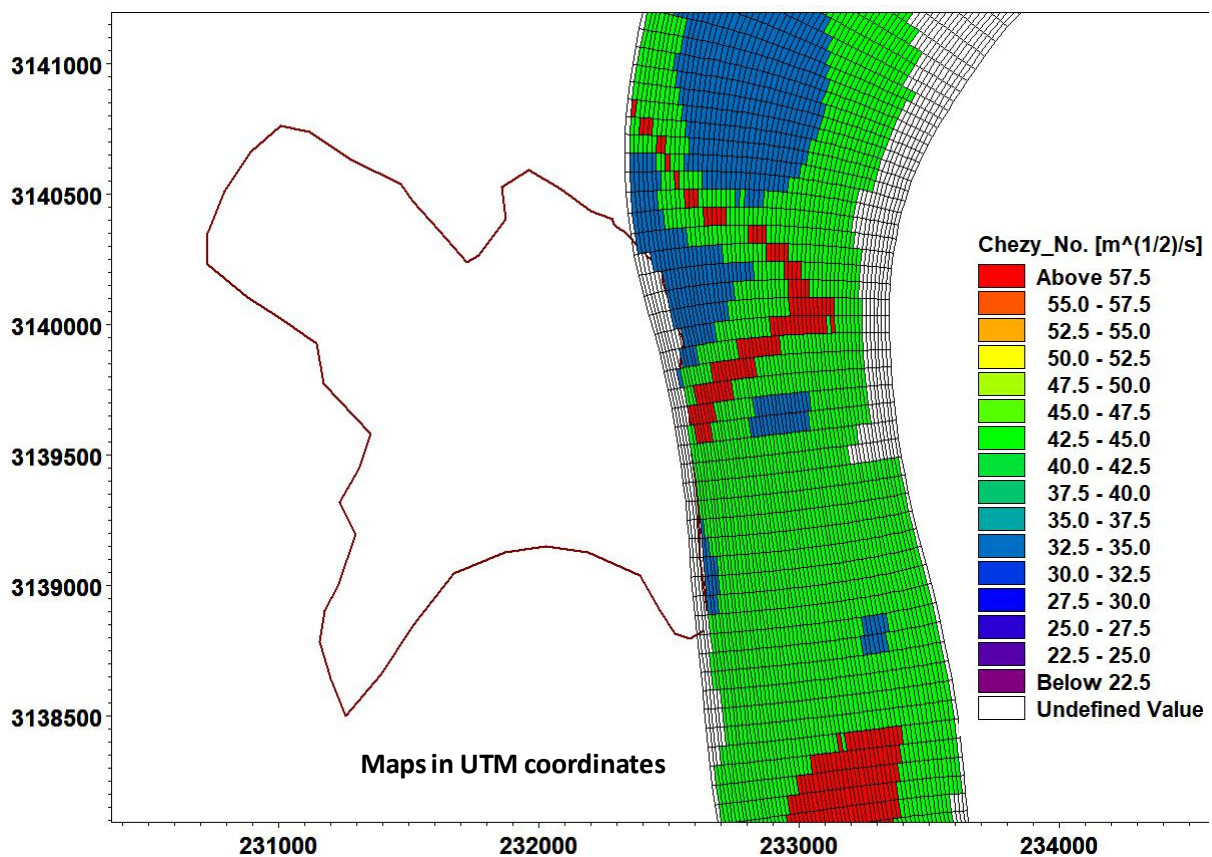 3141000
3140500
3140000
3139500
3139000
3138500
231000
232000
233000
234000
Maps in UTM coordinates
Chezy_No. [m^(1/2)/s]
Above 57.5
55.0 - 57.5
52.5 - 55.0
50.0 - 52.5
47.5 - 50.0
45.0 - 47.5
42.5 - 45.0
40.0 - 42.5
37.5 - 40.0
35.0 - 37.5
32.5 - 35.0
30.0 - 32.5
27.5 - 30.0
25.0 - 27.5
22.5 - 25.0
Below 22.5
Undefined Value